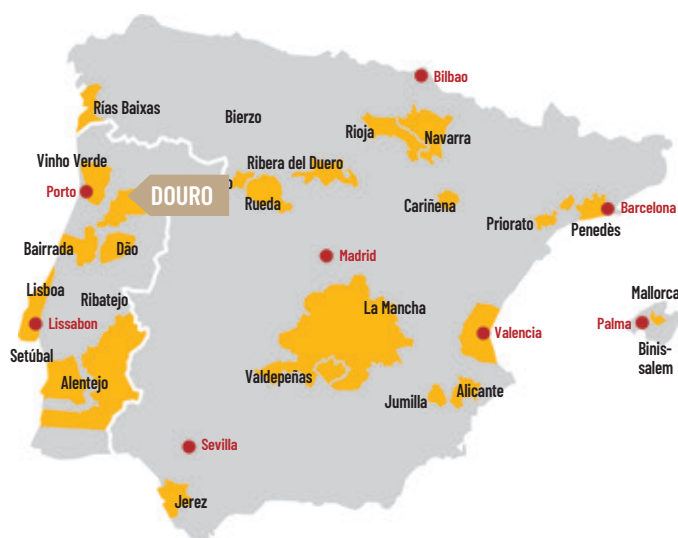 Bilbao
Rías Baixas
Bierzo
Rioja
Navarra
Vinho Verde
Ribera del Duero
Porto
DOURO
o
Rueda
Cariñena
Barcelona
Priorato
Penedès
Bairrada
Dão
Madrid
Lisboa
Ribatejo
La Mancha
Mallorca
Lissabon
Valencia
Palma
Setúbal
Binis-
salem
Alentejo
Valdepeñas
Jumilla
Alicante
Sevilla
Jerez